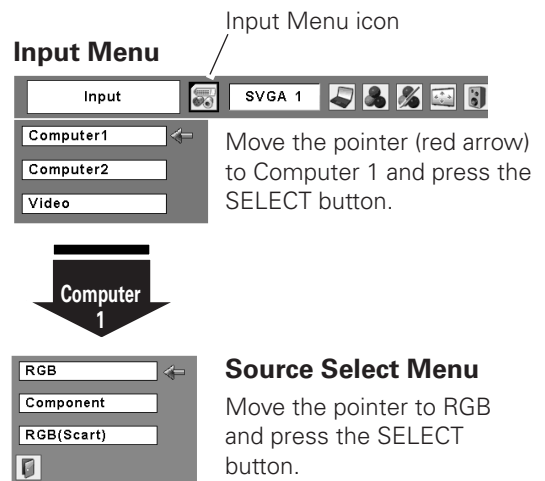 Input Menu icon
Input Menu
Input
SVGA 1
Computer1
Computer2
Video
Move the pointer (red arrow)
to Computer 1 and press the
SELECT button.
Computer
1
RGB
Component
RGB(Scart)
Source Select Menu
Move the pointer to RGB
and press the SELECT
button.